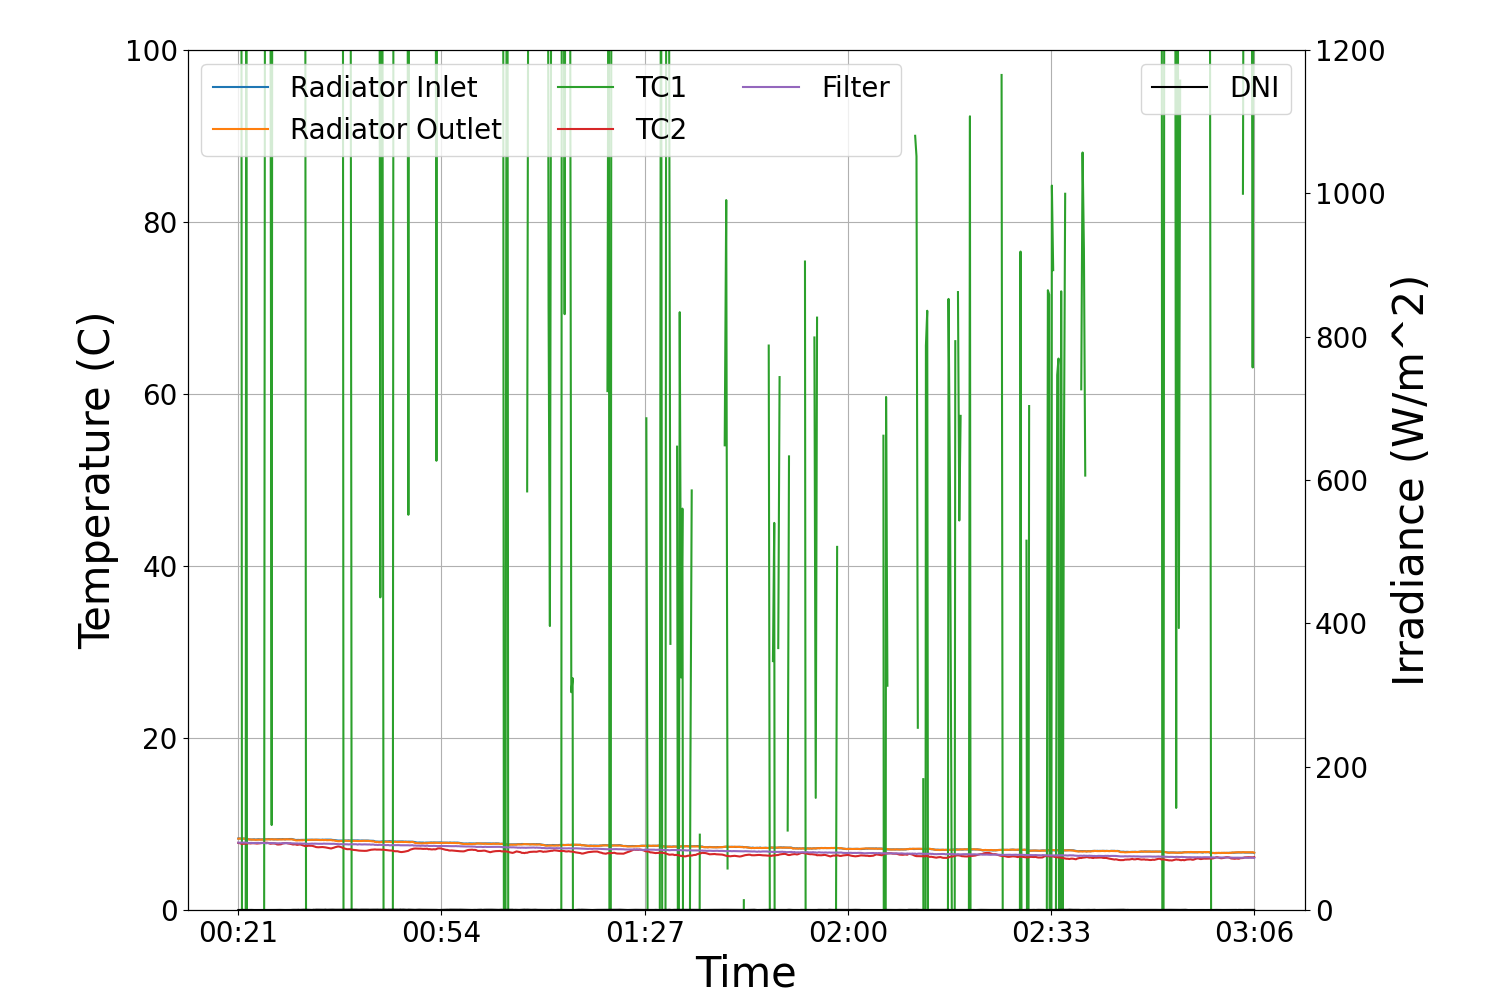 Radiator Inlet
Radiator Outlet
TC1
TC2
Filter
DNI
Temperature (C)
100
80
60
40
20
0
1200
1000
800
600
400
200
0
Irradiance (W/m^2)
00:21 00:54 01:27 02:00 02:33 03:06
Time